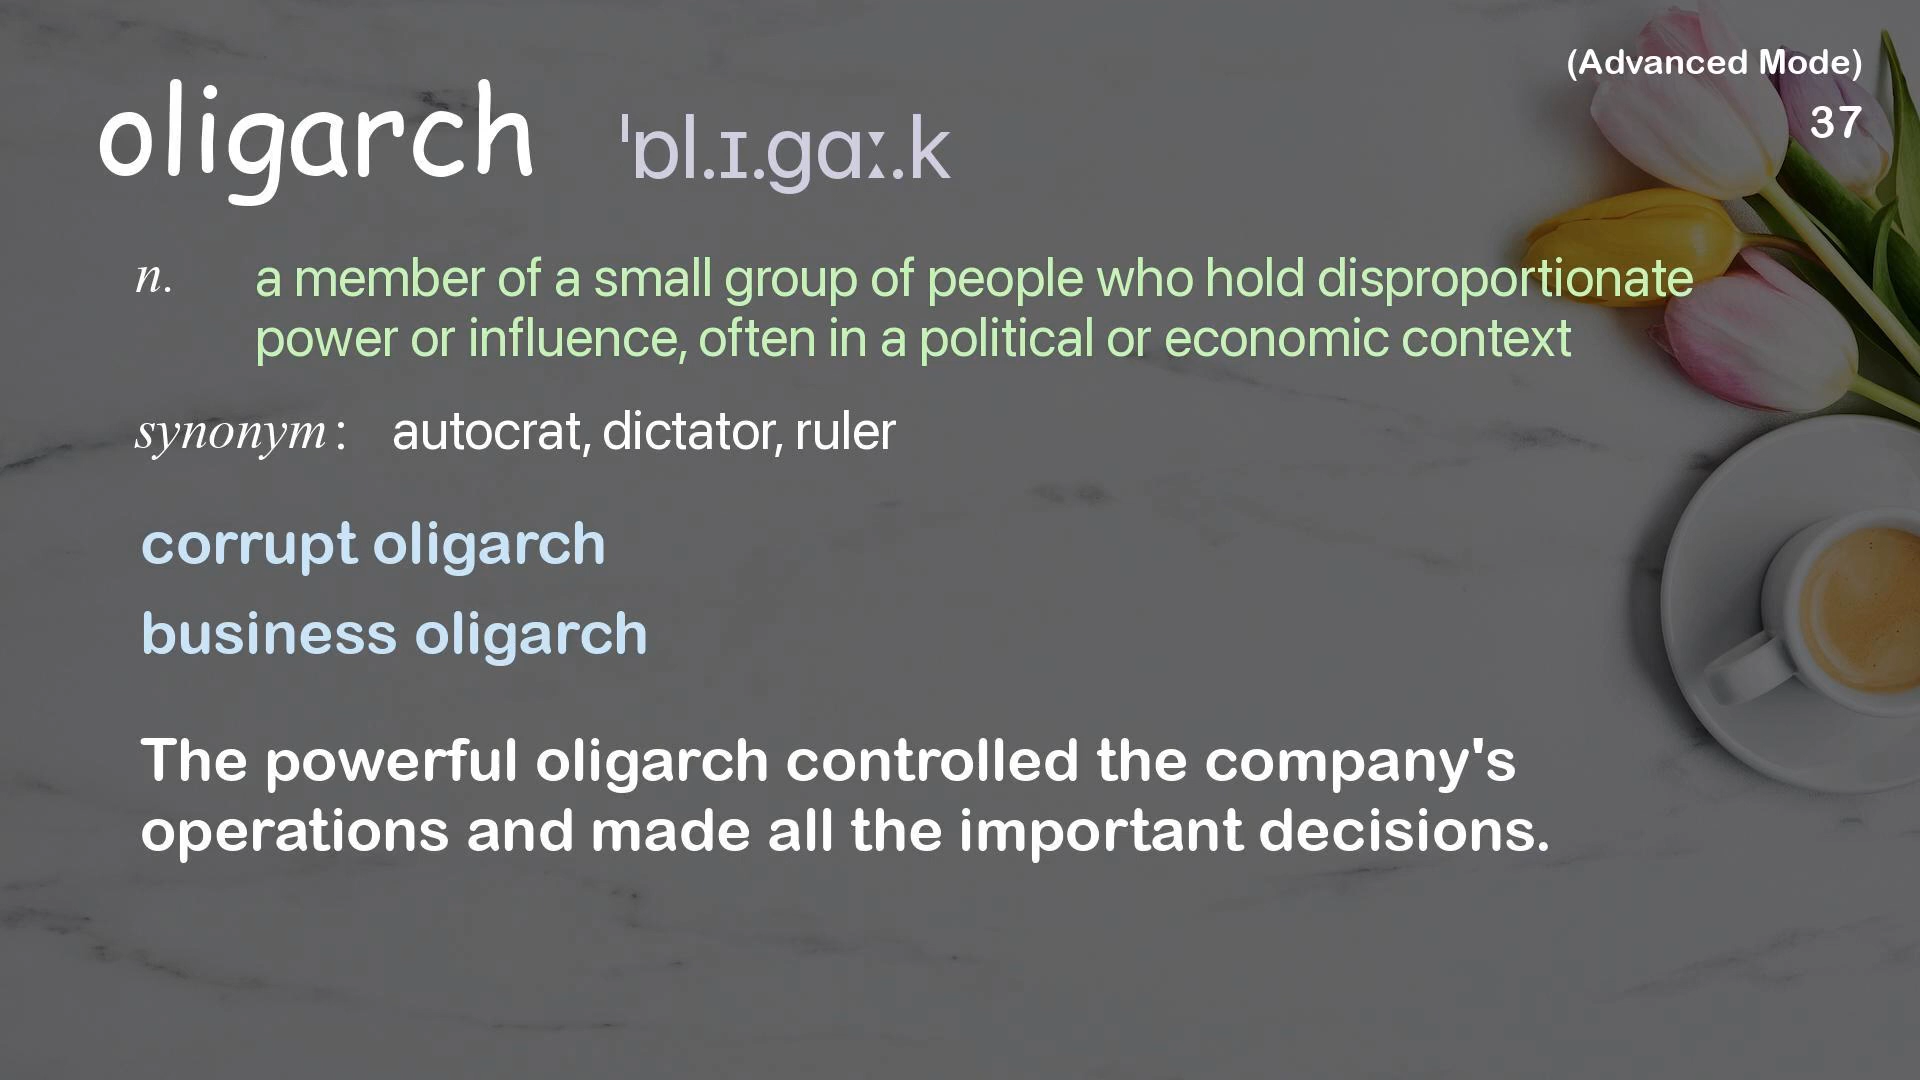 (Advanced Mode)
37
oligarch ˈɒl.ɪ.gɑː.k
n. a member of a small group of people who hold disproportionate
power or influence, often in a political or economic context
synonym: autocrat, dictator, ruler
corrupt oligarch
business oligarch
The powerful oligarch controlled the company's
operations and made all the important decisions.